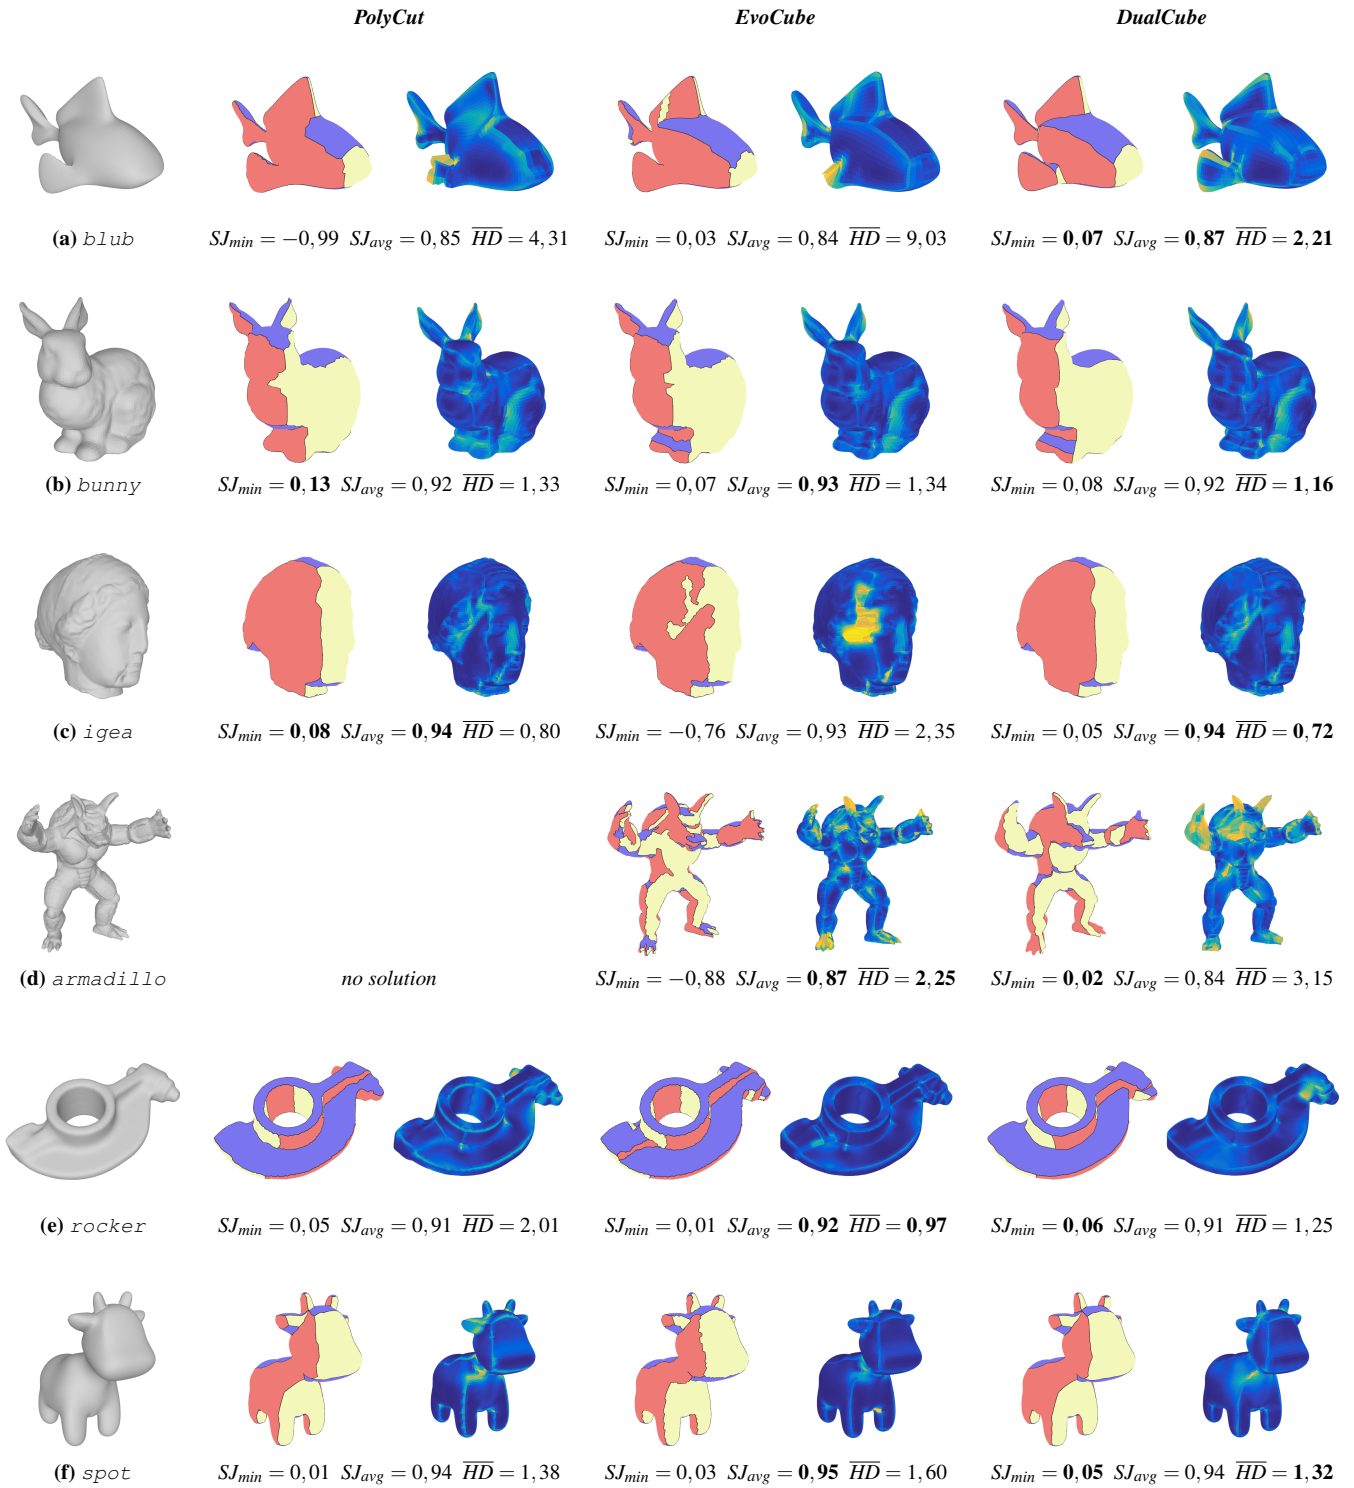 PolyCut EvoCube DualCube
(a) blub SJmin = −0,99 SJavg = 0,85 HD = 4,31 SJmin = 0,03 SJavg = 0,84 HD = 9,03 SJmin = 0,07 SJavg = 0,87 HD = 2,21
(b) bunny SJmin = 0,13 SJavg = 0,92 HD = 1,33 SJmin = 0,07 SJavg = 0,93 HD = 1,34 SJmin = 0,08 SJavg = 0,92 HD = 1,16
(c) igea SJmin = 0,08 SJavg = 0,94 HD = 0,80 SJmin = −0,76 SJavg = 0,93 HD = 2,35 SJmin = 0,05 SJavg = 0,94 HD = 0,72
(d) armadillo no solution SJmin = −0,88 SJavg = 0,87 HD = 2,25 SJmin = 0,02 SJavg = 0,84 HD = 3,15
(e) rocker SJmin = 0,05 SJavg = 0,91 HD = 2,01 SJmin = 0,01 SJavg = 0,92 HD = 0,97 SJmin = 0,06 SJavg = 0,91 HD = 1,25
(f) spot SJmin = 0,01 SJavg = 0,94 HD = 1,38 SJmin = 0,03 SJavg = 0,95 HD = 1,60 SJmin = 0,05 SJavg = 0,94 HD = 1,32